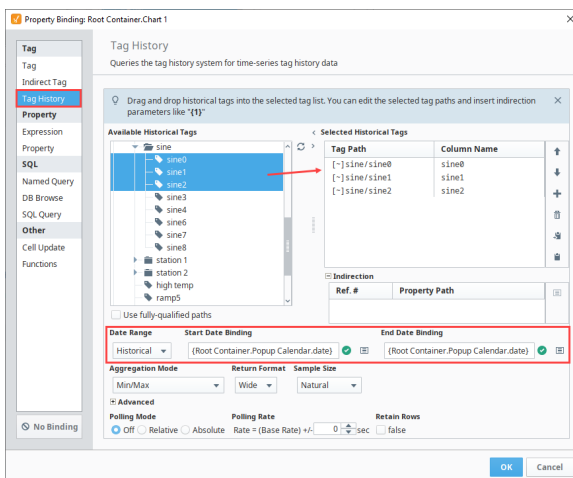 Property Binding: Root Container.Chart 1
Tag
Tag
Indirect Tag
Tag History
Property
Expression
Property
SQL
Named Query
DB Browse
SQL Query
Other
Cell Update
Functions
No Binding
Tag History
Queries the tag history system for time-series tag history data
Drag and drop historical tags into the selected tag list. You can edit the selected tag paths and insert indirection
parameters like "{1}"
Available Historical Tags
sine
sine0
sine1
sine2
sine3
sine4
sine6
sine7
sine8
station 1
station 2
high temp
ramp5
Use fully-qualified paths
Selected Historical Tags
Tag Path Column Name
[~]sine/sine0 sine0
[~]sine/sine1 sine1
[~]sine/sine2 sine2
Indirection
Ref. # Property Path
Date Range Start Date Binding End Date Binding
Historical {Root Container.Popup Calendar.date} {Root Container.Popup Calendar.date}
Aggregation Mode Return Format Sample Size
Min/Max Wide Natural
Advanced
Polling Mode Polling Rate Retain Rows
Off Relative Absolute Rate = (Base Rate) +/- 0 sec false
OK Cancel